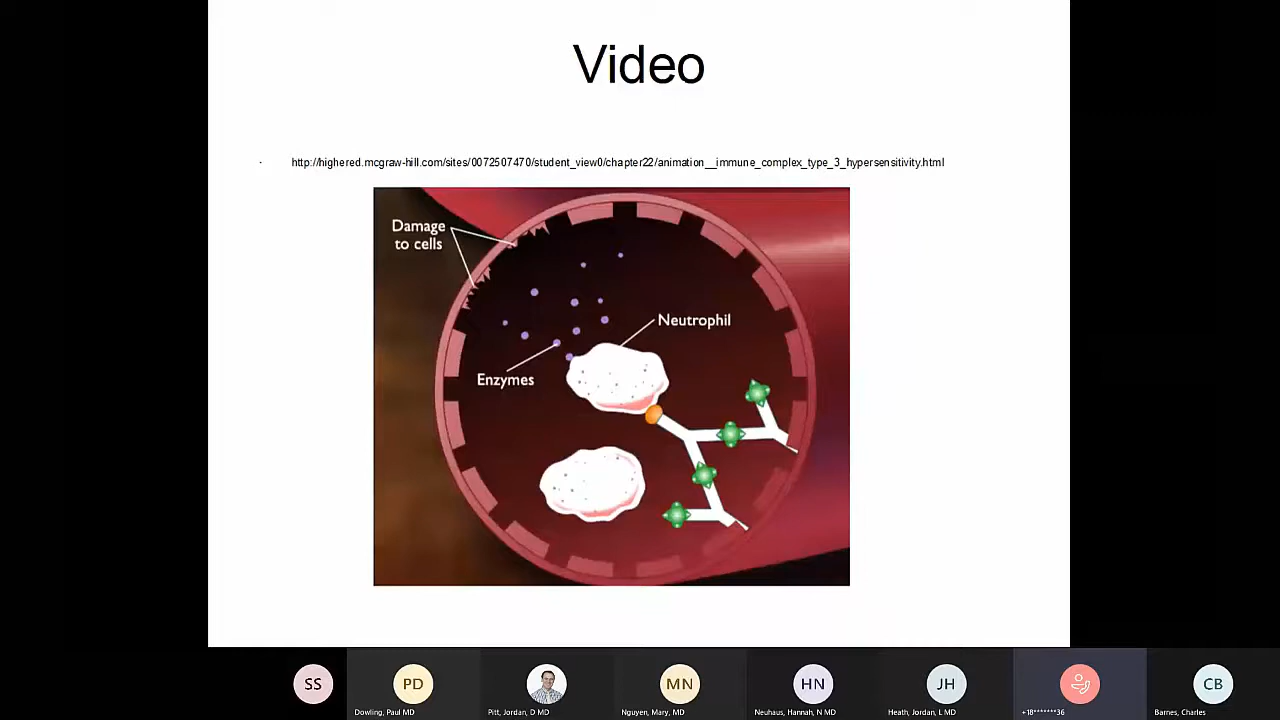 Video
· http://highered.mcgraw-hill.com/sites/0072507470/student_view0/chapter22/animation__immune_complex_type_3_hypersensitivity.html
Damage
to cells
Neutrophil
Enzymes
SS
PD
MN
HN
JH
CB
Dowling, Paul MD
Pitt, Jordan, D MD
Nguyen, Mary, MD
Neuhaus, Hannah, N MD
Heath, Jordan, L MD
+18*******36
Barnes, Charles